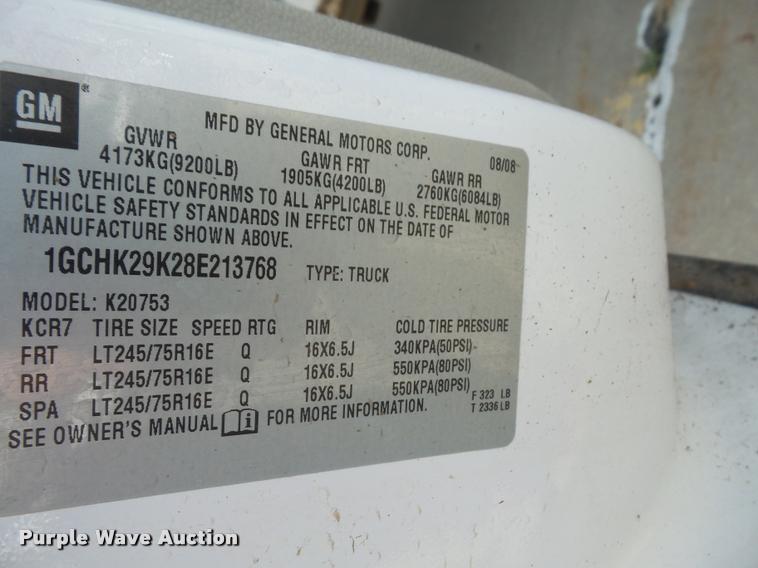 GM ®
MFD BY GENERAL MOTORS CORP. 08/08
GVWR GAWR FRT GAWR RR
4173KG(9200LB) 1905KG(4200LB) 2760KG(6084LB)
THIS VEHICLE CONFORMS TO ALL APPLICABLE U.S. FEDERAL MOTOR
VEHICLE SAFETY STANDARDS IN EFFECT ON THE DATE OF
MANUFACTURE SHOWN ABOVE.
1GCHK29K28E213768 TYPE: TRUCK
MODEL: K20753
KCR7 TIRE SIZE SPEED RTG RIM COLD TIRE PRESSURE
FRT LT245/75R16E Q 16X6.5J 340KPA(50PSI)
RR LT245/75R16E Q 16X6.5J 550KPA(80PSI)
SPA LT245/75R16E Q 16X6.5J 550KPA(80PSI)
SEE OWNER'S MANUAL i FOR MORE INFORMATION.
F 323 LB
T 2336 LB
Purple Wave Auction